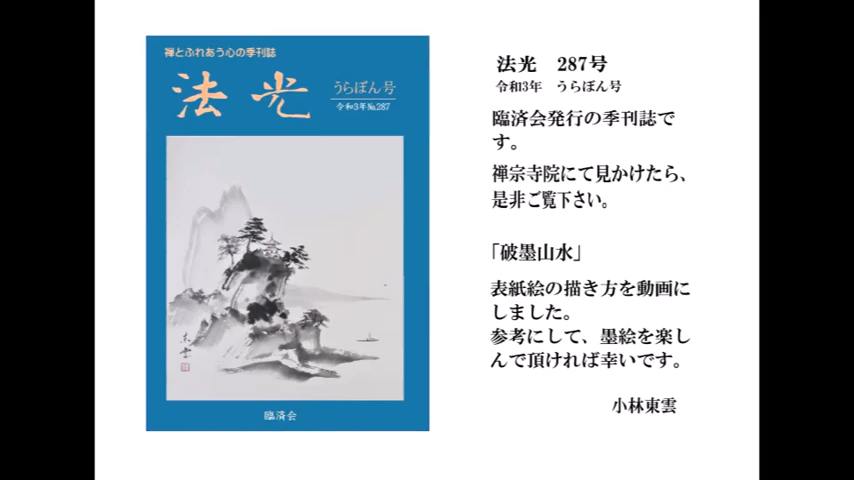 禅とふれあう心の季刊誌
法光
うらぼん号
令和3年No.287
東雲
臨済会
法光 287号
令和3年 うらぼん号
臨済会発行の季刊誌で
す。
禅宗寺院にて見かけたら、
是非ご覧下さい。
「破墨山水」
表紙絵の描き方を動画に
しました。
参考にして、墨絵を楽し
んで頂ければ幸いです。
小林東雲